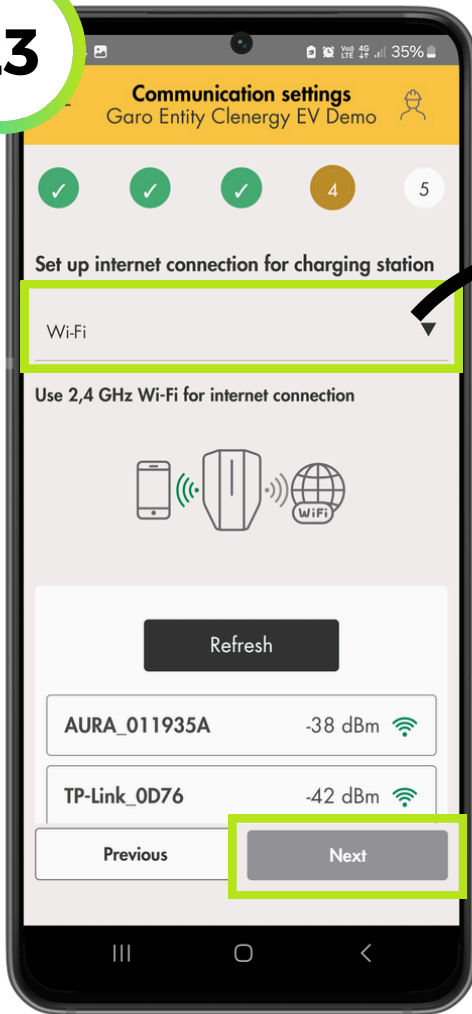 35%
Communication settings
Garo Entity Clenergy EV Demo
4
5
Set up internet connection for charging station
Wi-Fi
Use 2,4 GHz Wi-Fi for internet connection
WiFi
Refresh
AURA_011935A -38 dBm
TP-Link_0D76 -42 dBm
Previous Next